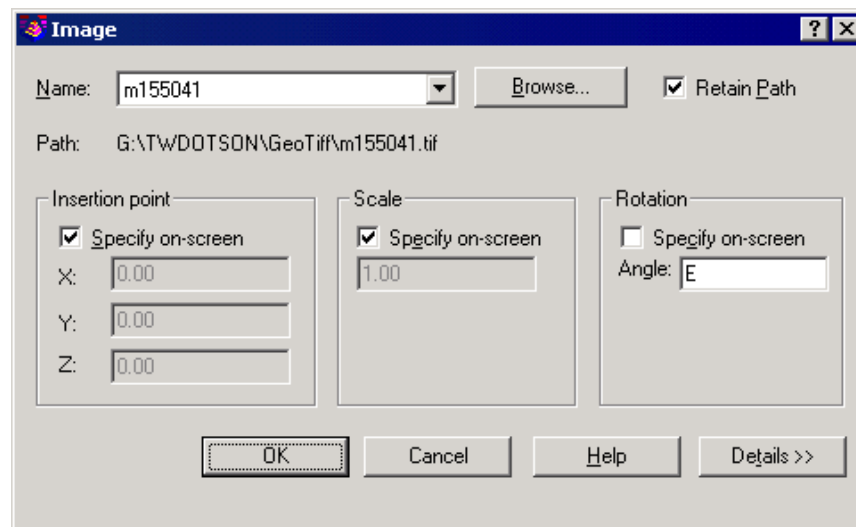 Image
Name: m155041 Browse... Retain Path
Path: G:\TWDOTSON\GeoTiff\m155041.tif
Insertion point
Specify on-screen
X: 0.00
Y: 0.00
Z: 0.00
Scale
Specify on-screen
1.00
Rotation
Specify on-screen
Angle: E
OK Cancel Help Details >>